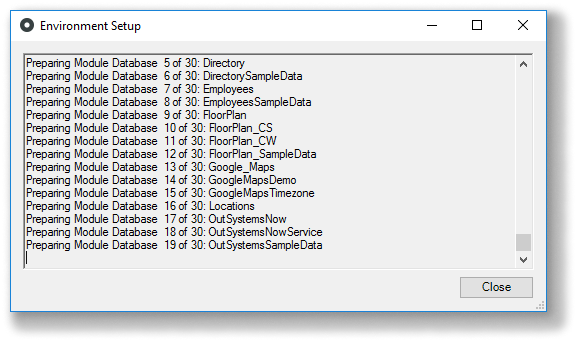 Environment Setup
Preparing Module Database  5 of 30: Directory
Preparing Module Database  6 of 30: DirectorySampleData
Preparing Module Database  7 of 30: Employees
Preparing Module Database  8 of 30: EmployeesSampleData
Preparing Module Database  9 of 30: FloorPlan
Preparing Module Database  10 of 30: FloorPlan_CS
Preparing Module Database  11 of 30: FloorPlan_CW
Preparing Module Database  12 of 30: FloorPlan_SampleData
Preparing Module Database  13 of 30: Google_Maps
Preparing Module Database  14 of 30: GoogleMapsDemo
Preparing Module Database  15 of 30: GoogleMapsTimezone
Preparing Module Database  16 of 30: Locations
Preparing Module Database  17 of 30: OutSystemsNow
Preparing Module Database  18 of 30: OutSystemsNowService
Preparing Module Database  19 of 30: OutSystemsSampleData
Close